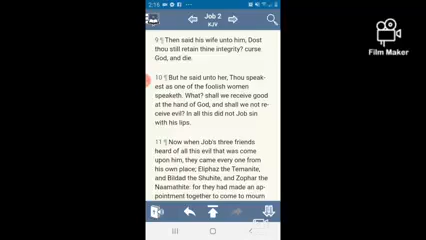 2:15
Job 2
KJV
9 ¶ Then said his wife unto him, Dost
thou still retain thine integrity? curse
God, and die.
10 ¶ But he said unto her, Thou speak-
est as one of the foolish women
speaketh. What? shall we receive good
at the hand of God, and shall we not re-
ceive evil? In all this did not Job sin
with his lips.
11 ¶ Now when Job's three friends
heard of all this evil that was come
upon him, they came every one from
his own place; Eliphaz the Temanite,
and Bildad the Shuhite, and Zophar the
Naamathite: for they had made an ap-
pointment together to come to mourn
Film Maker